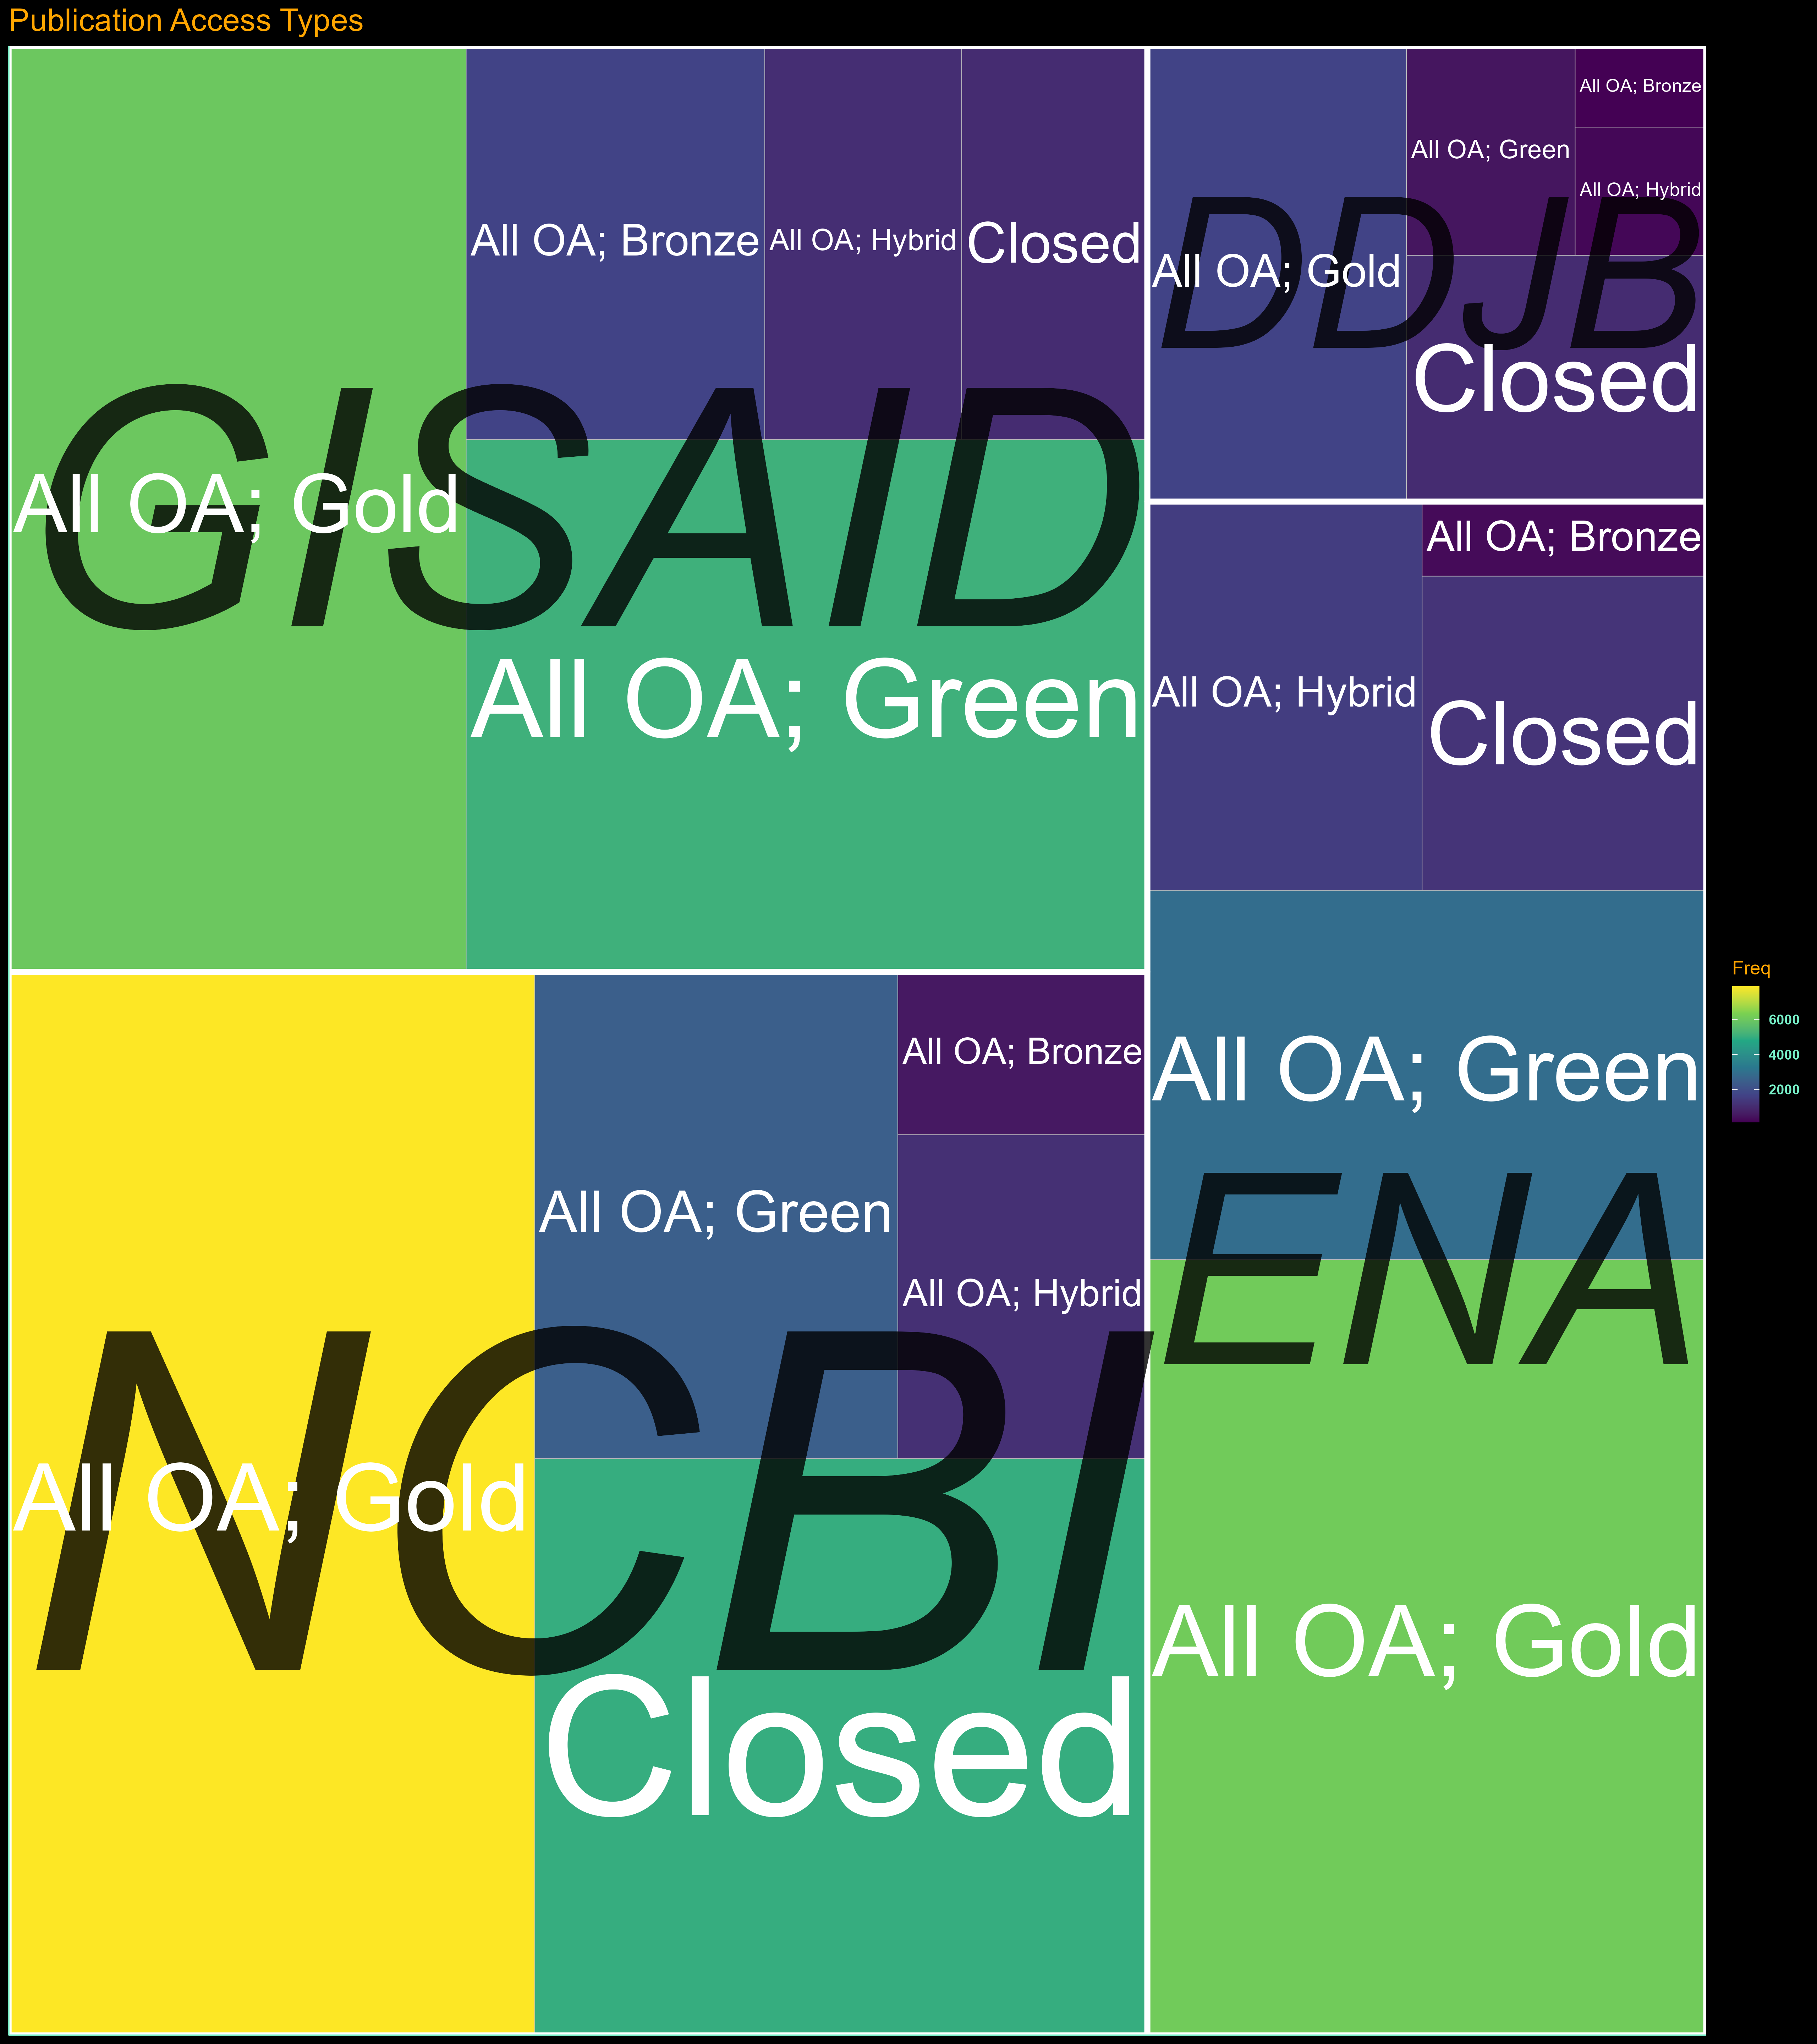 Publication Access Types
All OA; Gold
All OA; Bronze
All OA; Hybrid
Closed
GISAID
All OA; Green
All OA; Gold
All OA; Green
All OA; Bronze
All OA; Hybrid
DDJB
Closed
All OA; Hybrid
All OA; Bronze
Closed
All OA; Green
ENA
All OA; Gold
All OA; Gold
All OA; Green
All OA; Bronze
All OA; Hybrid
NCBI
Closed
Freq
6000
4000
2000